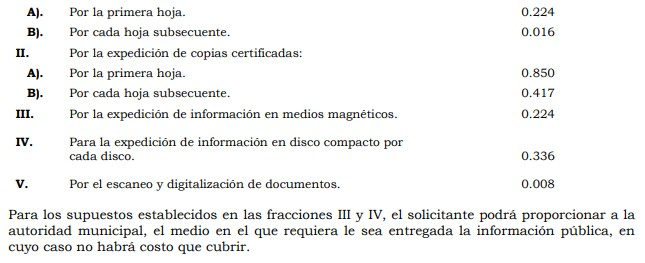 A). Por la primera hoja. 0.224
B). Por cada hoja subsecuente. 0.016
II. Por la expedición de copias certificadas:
A). Por la primera hoja. 0.850
B). Por cada hoja subsecuente. 0.417
III. Por la expedición de información en medios magnéticos. 0.224
IV. Para la expedición de información en disco compacto por
cada disco. 0.336
V. Por el escaneo y digitalización de documentos. 0.008
Para los supuestos establecidos en las fracciones III y IV, el solicitante podrá proporcionar a la
autoridad municipal, el medio en el que requiera le sea entregada la información pública, en
cuyo caso no habrá costo que cubrir.